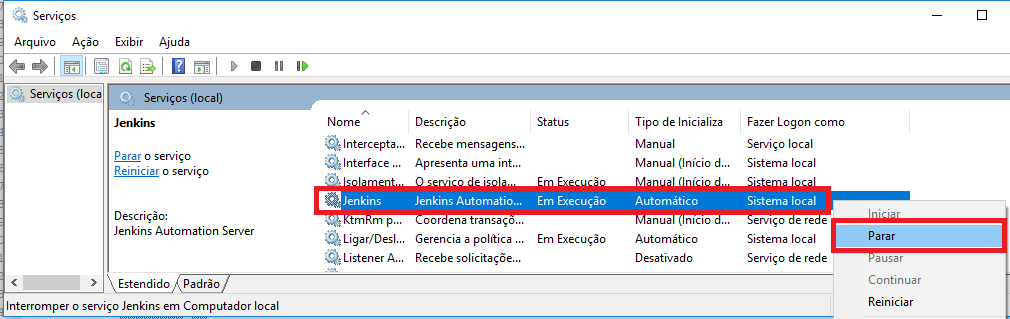 Serviços
Arquivo Ação Exibir Ajuda
Serviços (loca
Serviços (local)
Jenkins
Parar o serviço
Reiniciar o serviço
Descrição:
Jenkins Automation Server
Nome Descrição Status Tipo de Inicializa Fazer Logon como
Intercepta... Recebe mensagens... Manual Serviço local
Interface ... Apresenta uma int... Manual (Início d... Sistema local
Isolament... O serviço de isola... Em Execução Manual (Início d... Sistema local
Jenkins Jenkins Automatio... Em Execução Automático Sistema local
KtmRm p... Coordena transaçõ... Manual (Início d... Serviço de rede
Ligar/Desl... Gerencia a política ... Em Execução Automático Sistema local
Listener A... Recebe solicitaçõe... Desativado Serviço de rede
Iniciar
Parar
Pausar
Continuar
Reiniciar
Estendido Padrão
Interromper o serviço Jenkins em Computador local